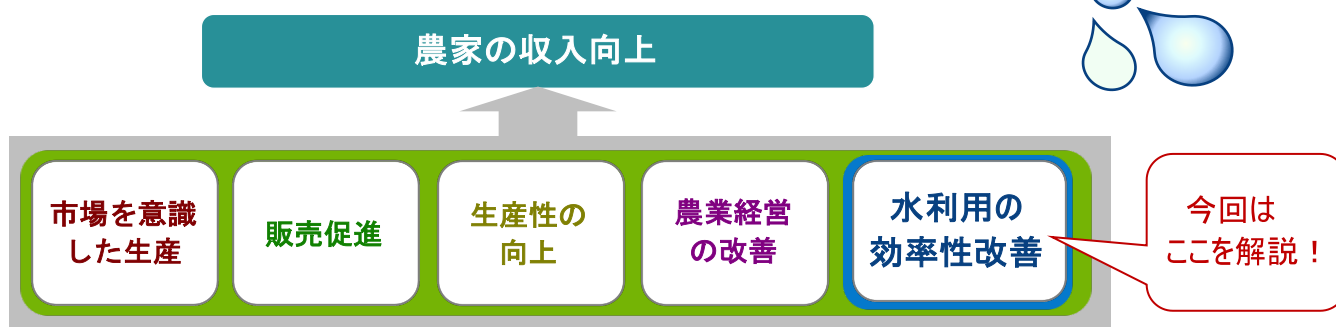 農家の収入向上
市場を意識
した生産
販売促進
生産性の
向上
農業経営
の改善
水利用の
効率性改善
今回は
ここを解説！